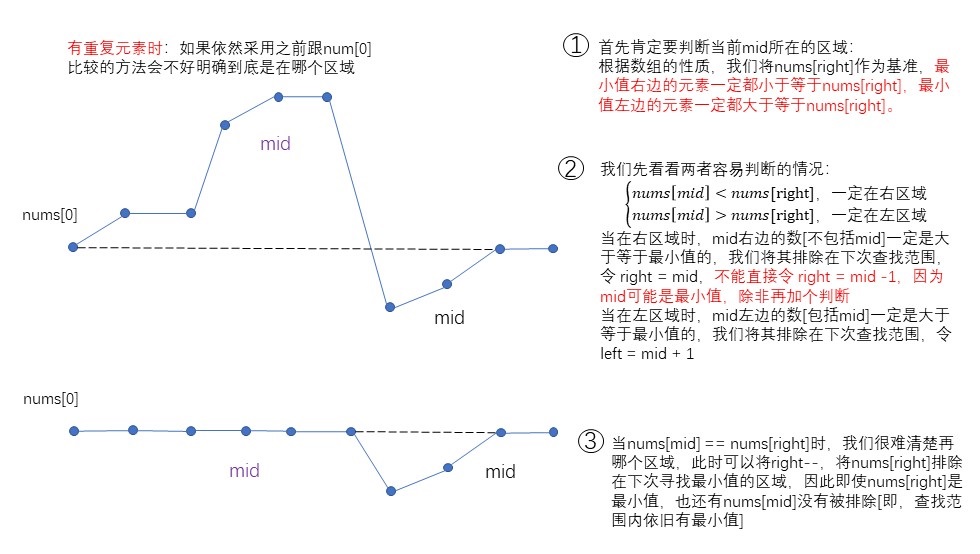 有重复元素时：如果依然采用之前跟num[0]
比较的方法会不好明确到底是在哪个区域
mid
nums[0]
mid
nums[0]
mid
mid
① 首先肯定要判断当前mid所在的区域：
根据数组的性质，我们将nums[right]作为基准，最
小值右边的元素一定都小于等于nums[right]，最小
值左边的元素一定都大于等于nums[right]。
② 我们先看看两者容易判断的情况：
nums[mid] < nums[right]，一定在右区域
nums[mid] > nums[right]，一定在左区域
当在右区域时，mid右边的数[不包括mid]一定是大
于等于最小值的，我们将其排除在下次查找范围，
令 right = mid，不能直接令 right = mid -1，因为
mid可能是最小值，除非再加个判断
当在左区域时，mid左边的数[包括mid]一定是大于
等于最小值的，我们将其排除在下次查找范围，令
left = mid + 1
③ 当nums[mid] == nums[right]时，我们很难清楚再
哪个区域，此时可以将right--，将nums[right]排除
在下次寻找最小值的区域，因此即使nums[right]是
最小值，也还有nums[mid]没有被排除[即，查找范
围内依旧有最小值]